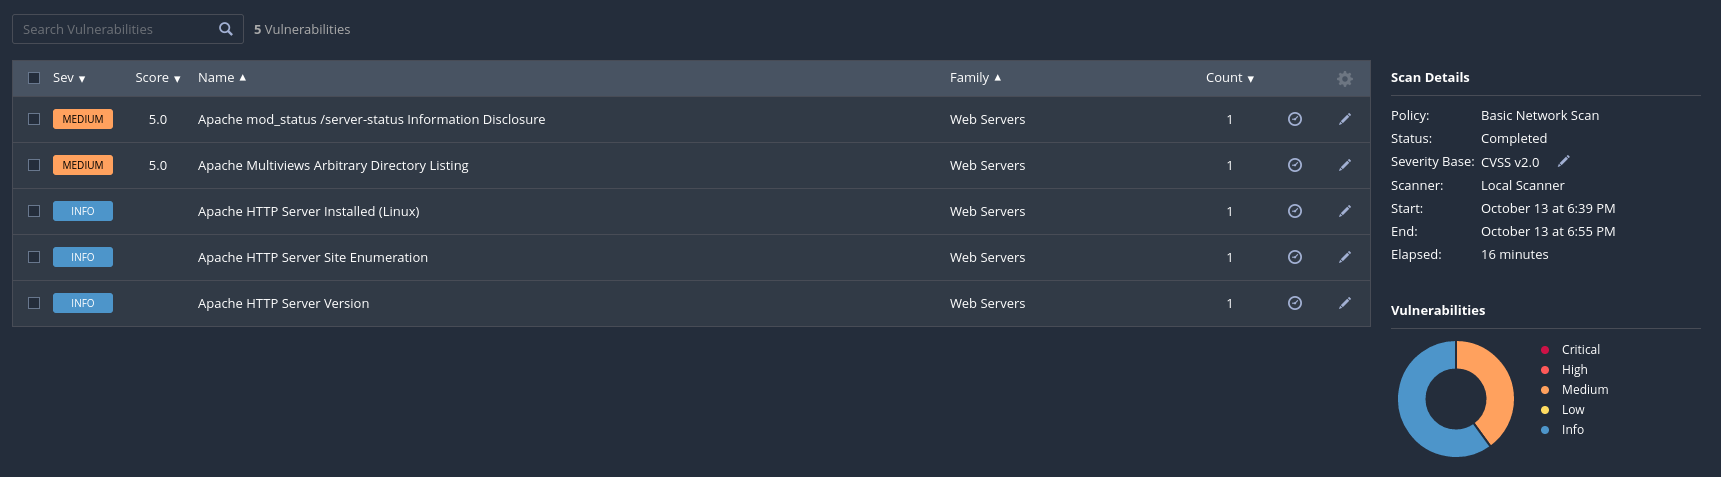 Search Vulnerabilities
5 Vulnerabilities
Sev Score Name Family Count
MEDIUM 5.0 Apache mod_status /server-status Information Disclosure Web Servers 1
MEDIUM 5.0 Apache Multiviews Arbitrary Directory Listing Web Servers 1
INFO Apache HTTP Server Installed (Linux) Web Servers 1
INFO Apache HTTP Server Site Enumeration Web Servers 1
INFO Apache HTTP Server Version Web Servers 1
Scan Details
Policy: Basic Network Scan
Status: Completed
Severity Base: CVSS v2.0
Scanner: Local Scanner
Start: October 13 at 6:39 PM
End: October 13 at 6:55 PM
Elapsed: 16 minutes
Vulnerabilities
Critical
High
Medium
Low
Info